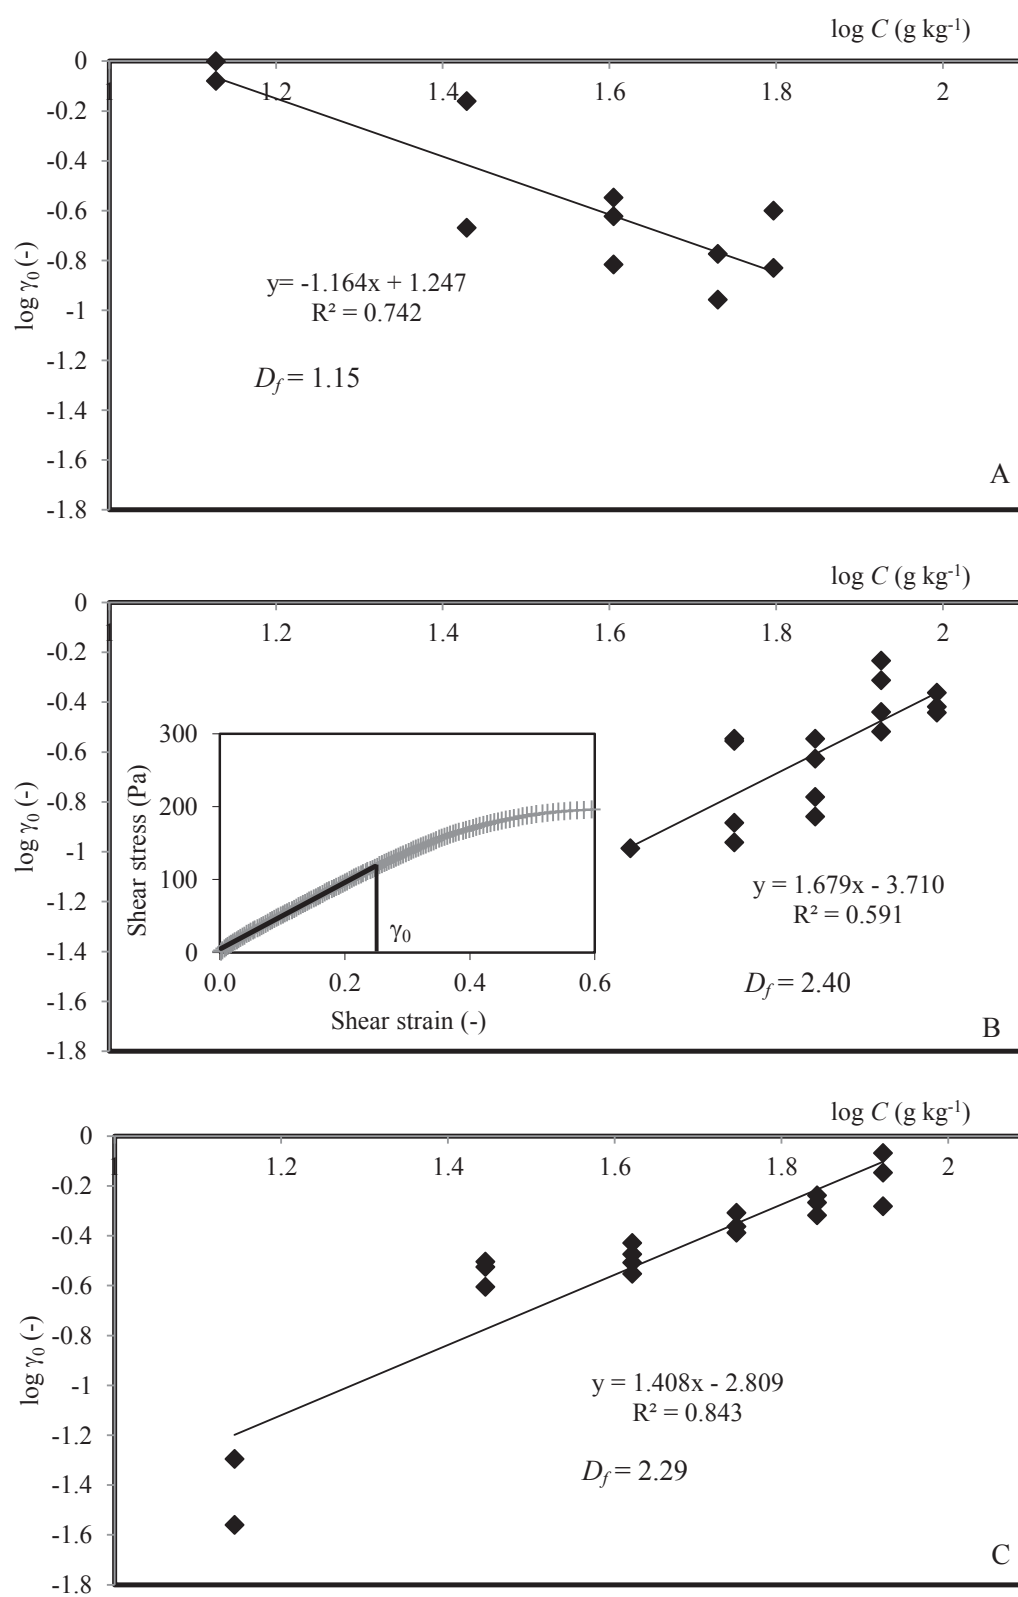 log C (g kg⁻¹)
0
1 1.2 1.4 1.6 1.8 2
-0.2
-0.4
-0.6
-0.8
-1
-1.2
-1.4
-1.6
-1.8
log γ₀ (-)
y= -1.164x + 1.247
R² = 0.742
D_f = 1.15
A
log C (g kg⁻¹)
0
1 1.2 1.4 1.6 1.8 2
-0.2
-0.4
-0.6
-0.8
-1
-1.2
-1.4
-1.6
-1.8
log γ₀ (-)
300
200
100
0
Shear stress (Pa)
γ₀
0.0 0.2 0.4 0.6
Shear strain (-)
y = 1.679x - 3.710
R² = 0.591
D_f = 2.40
B
log C (g kg⁻¹)
0
1 1.2 1.4 1.6 1.8 2
-0.2
-0.4
-0.6
-0.8
-1
-1.2
-1.4
-1.6
-1.8
log γ₀ (-)
y = 1.408x - 2.809
R² = 0.843
D_f = 2.29
C